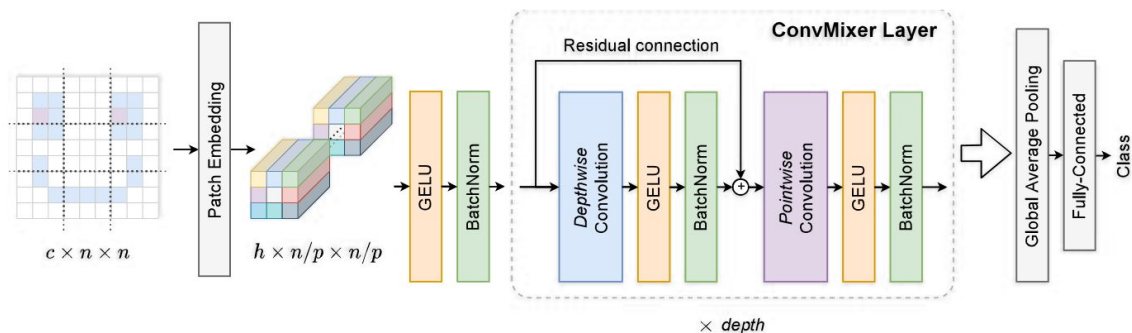 ConvMixer Layer
Residual connection
Patch Embedding
GELU
BatchNorm
Depthwise
Convolution
GELU
BatchNorm
+
Pointwise
Convolution
GELU
BatchNorm
Global Average Pooling
Fully-Connected
Class
c × n × n
h × n/p × n/p
× depth